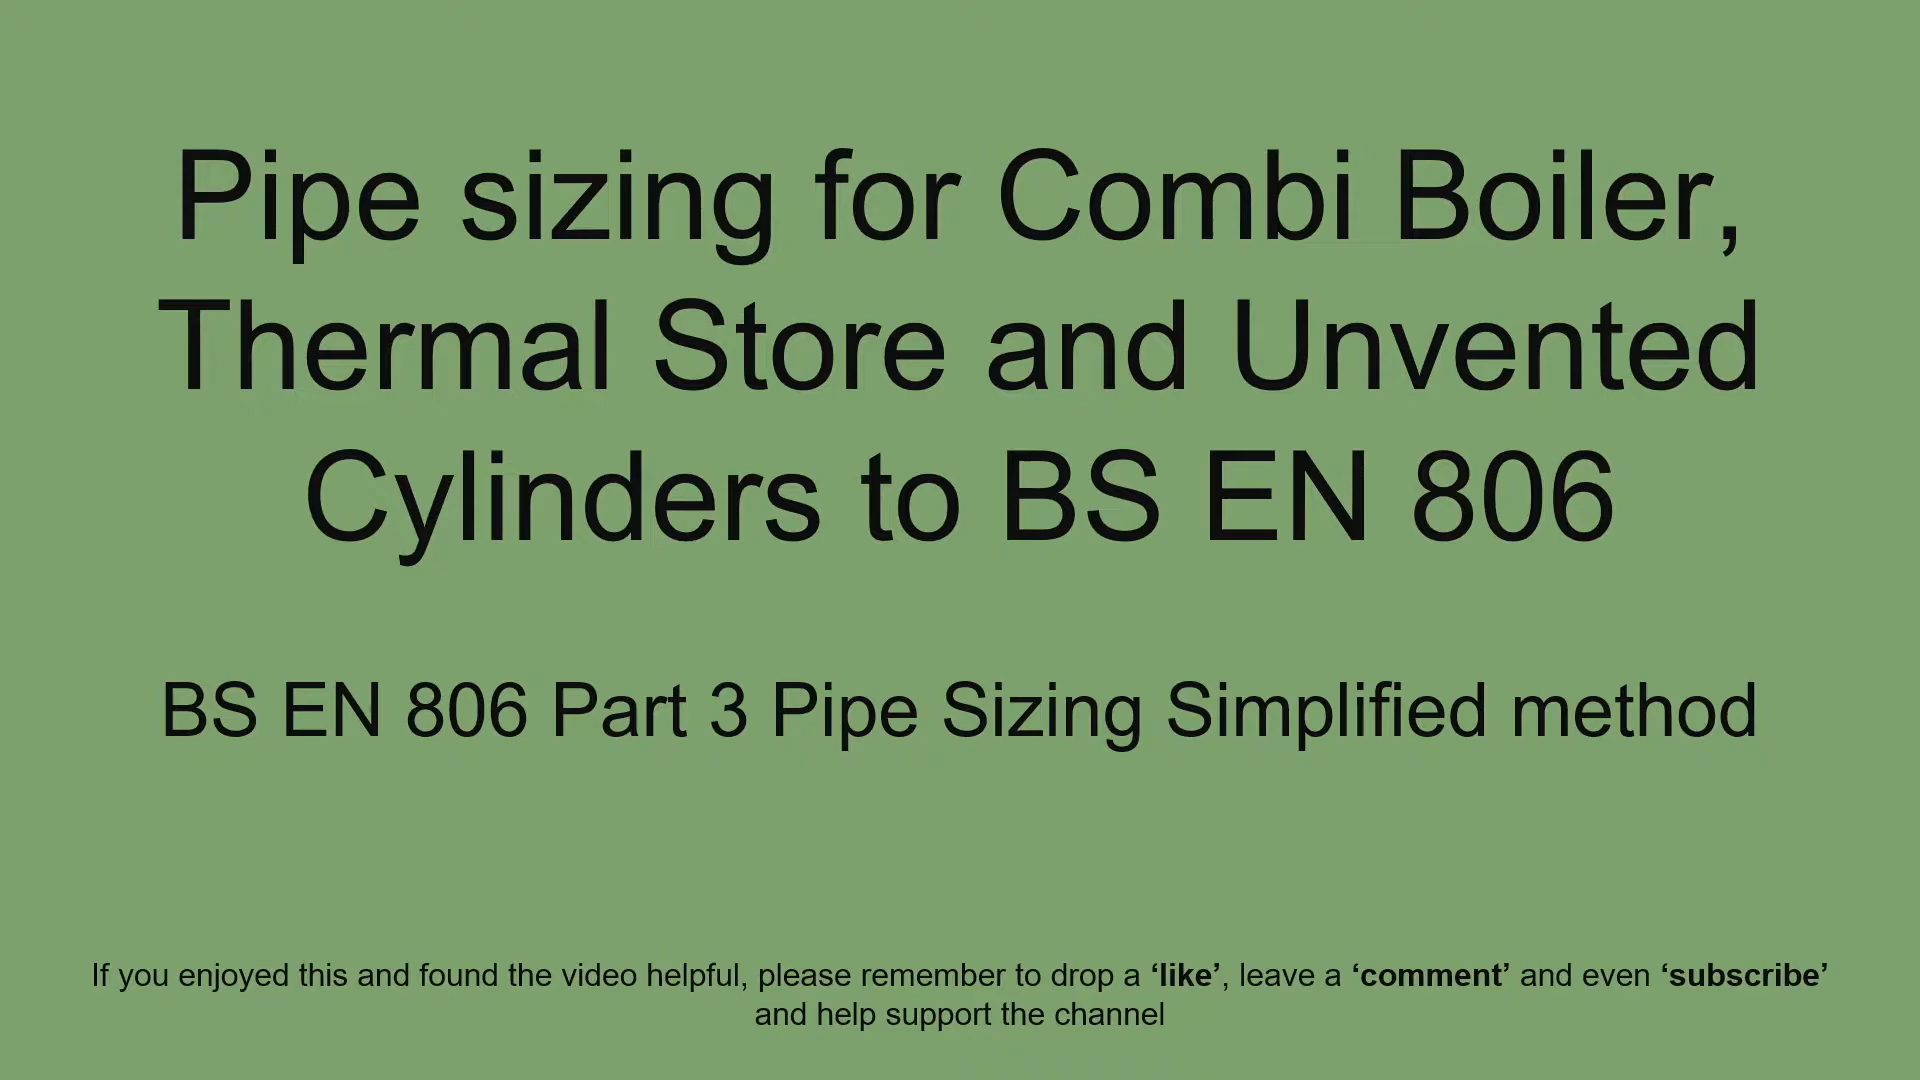 Pipe sizing for Combi Boiler,
Thermal Store and Unvented
Cylinders to BS EN 806
BS EN 806 Part 3 Pipe Sizing Simplified method
If you enjoyed this and found the video helpful, please remember to drop a ‘like’, leave a ‘comment’ and even ‘subscribe’
and help support the channel